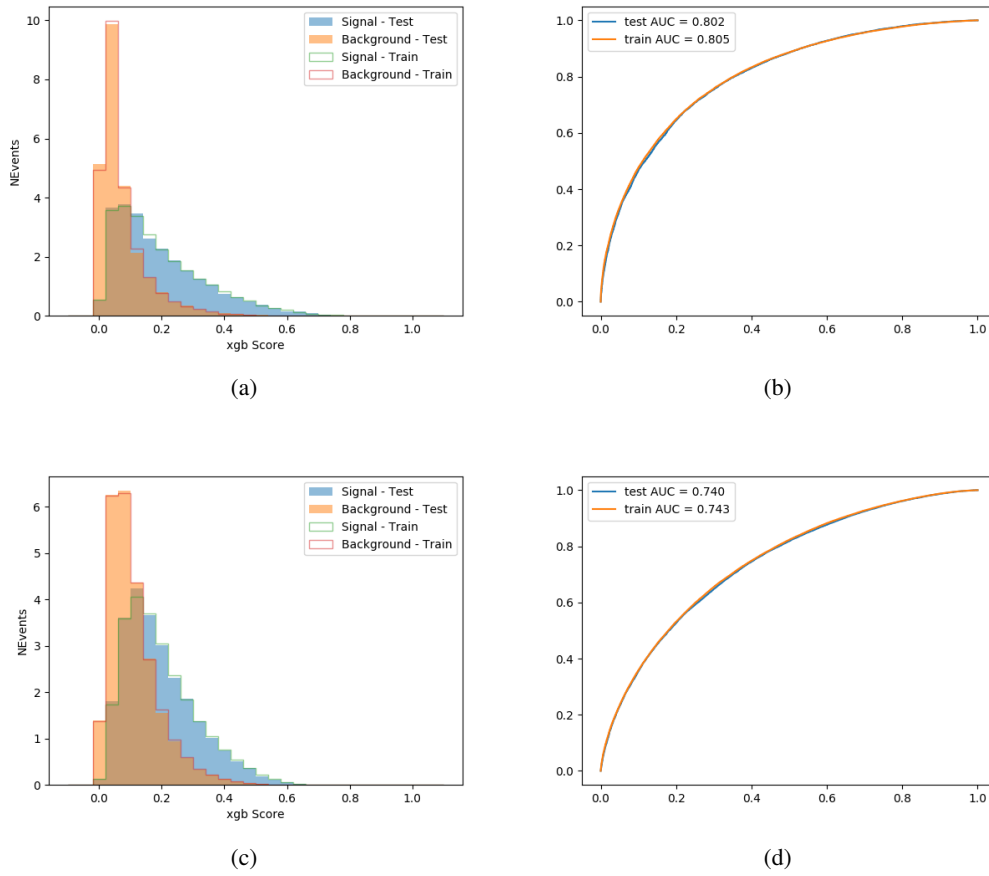 10
8
6
4
2
0
NEvents
Signal - Test
Background - Test
Signal - Train
Background - Train
0.0 0.2 0.4 0.6 0.8 1.0
xgb Score
(a)
1.0
0.8
0.6
0.4
0.2
0.0
test AUC = 0.802
train AUC = 0.805
0.0 0.2 0.4 0.6 0.8 1.0
(b)
6
5
4
3
2
1
0
NEvents
Signal - Test
Background - Test
Signal - Train
Background - Train
0.0 0.2 0.4 0.6 0.8 1.0
xgb Score
(c)
1.0
0.8
0.6
0.4
0.2
0.0
test AUC = 0.740
train AUC = 0.743
0.0 0.2 0.4 0.6 0.8 1.0
(d)